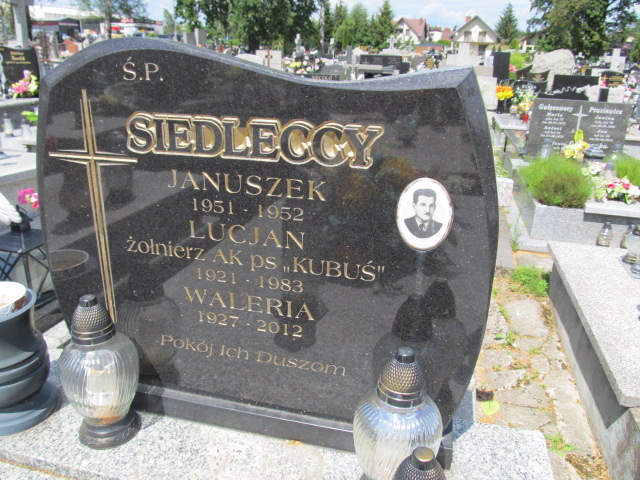 Ś.P.
SIEDLECCY
JANUSZEK
1951 - 1952
LUCJAN
żołnierz AK ps „KUBUŚ"
1921 - 1983
WALERIA
1927 - 2012
Pokój Ich Duszom